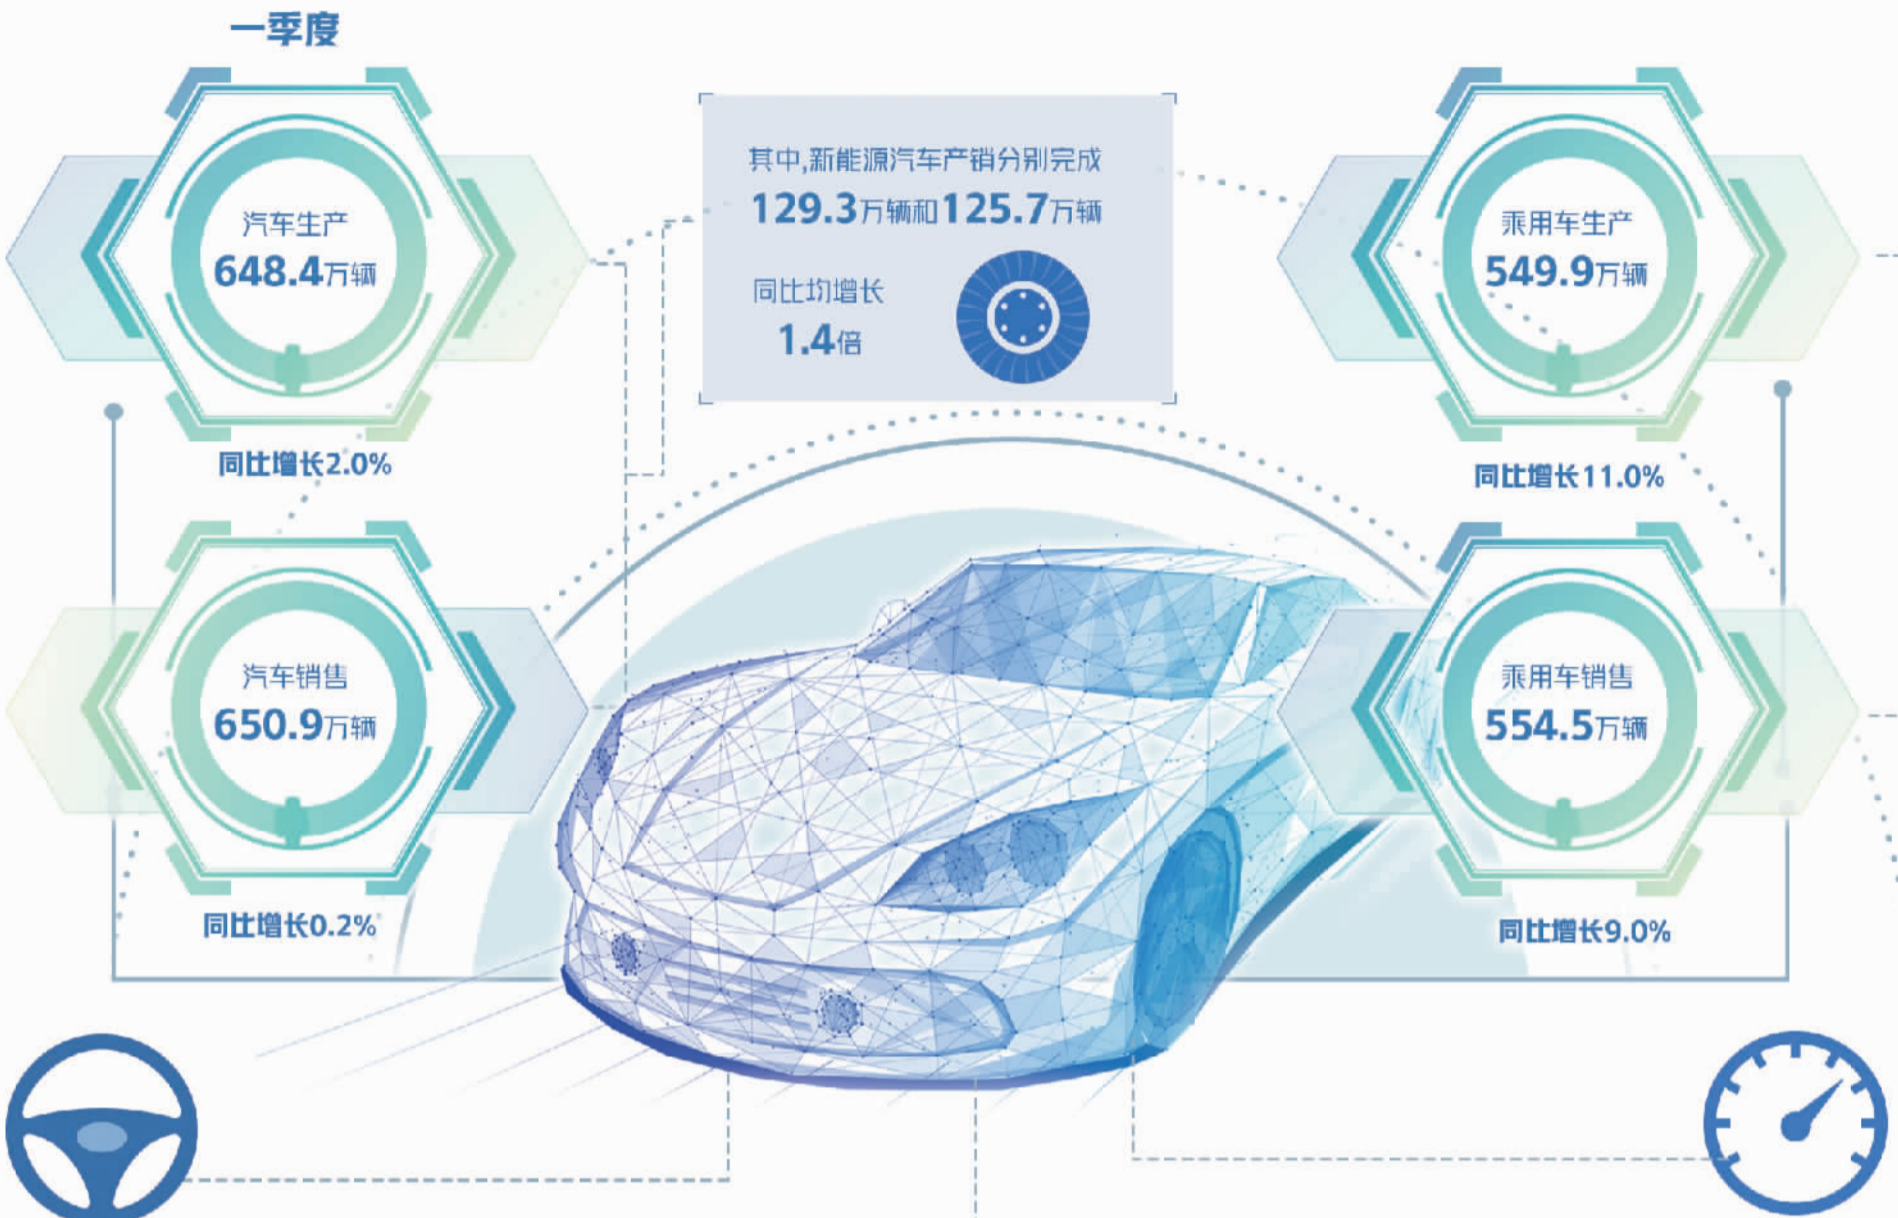 一季度
汽车生产
648.4万辆
同比增长2.0%
汽车销售
650.9万辆
同比增长0.2%
其中,新能源汽车产销分别完成
129.3万辆和125.7万辆
同比均增长
1.4倍
乘用车生产
549.9万辆
同比增长11.0%
乘用车销售
554.5万辆
同比增长9.0%